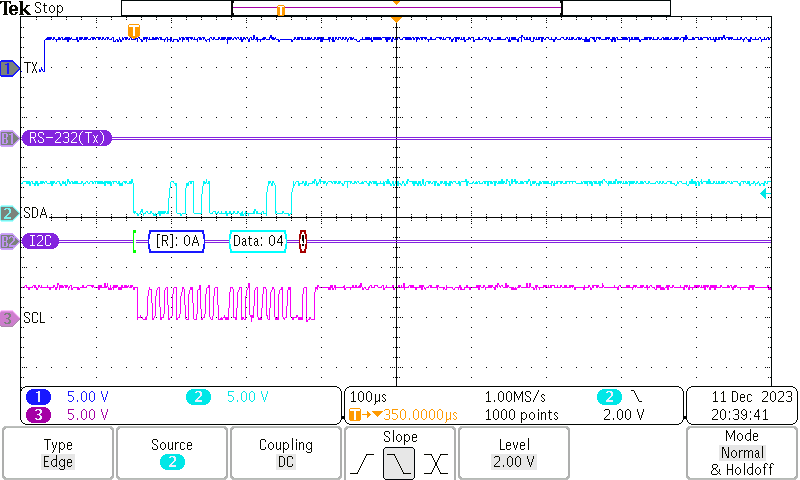 Tek Stop
T
T
1 TX
B1 RS-232(Tx)
2 SDA
B2 I2C [R]: 0A Data: 04 !
3 SCL
1 5.00 V 2 5.00 V
3 5.00 V
100µs 1.00MS/s 2 2.00 V
T→▼350.0000µs 1000 points
11 Dec 2023
20:39:41
Type
Edge
Source
2
Coupling
DC
Slope
Level
2.00 V
Mode
Normal
& Holdoff